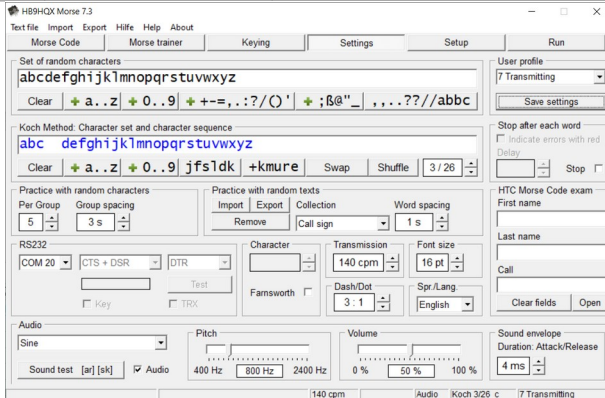 HB9HQX Morse 7.3
Text file Import Export Hilfe Help About
Morse Code Morse trainer Keying Settings Setup Run
Set of random characters
abcdefghijklmnopqrstuvwxyz
Clear + a..z + 0..9 + +-=,.:?/()' + ;ß@"_ ,,..??//abbc
User profile
7 Transmitting
Save settings
Koch Method: Character set and character sequence
abc defghijklmnopqrstuvwxyz
Clear + a..z + 0..9 jfsldk +kmure Swap Shuffle 3 / 26
Stop after each word
Indicate errors with red
Delay
Stop
Practice with random characters
Per Group Group spacing
5 3 s
Practice with random texts
Import Export Collection Word spacing
Remove Call sign 1 s
HTC Morse Code exam
First name
Last name
Call
Clear fields Open
RS232
COM 20 CTS + DSR DTR
Test
Key TRX
Character
Farnsworth
Transmission
140 cpm
Font size
16 pt
Dash/Dot
3 : 1
Spr./Lang.
English
Audio
Sine
Sound test [ar] [sk] Audio
Pitch
400 Hz 800 Hz 2400 Hz
Volume
0 % 50 % 100 %
Sound envelope
Duration: Attack/Release
4 ms
140 cpm Audio Koch 3/26 c 7 Transmitting